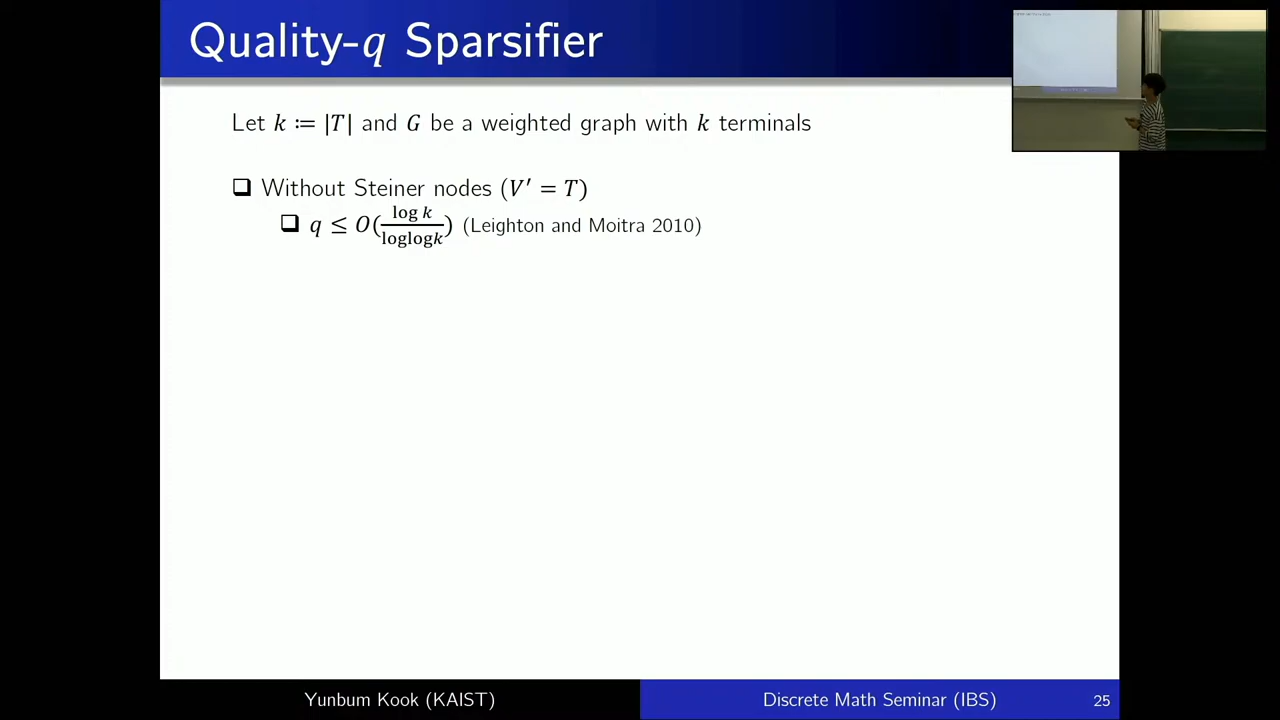 Quality-q Sparsifier
Let k ≔ |T| and G be a weighted graph with k terminals
❑ Without Steiner nodes (V′ = T)
❑ q ≤ O(log k / loglogk) (Leighton and Moitra 2010)
Yunbum Kook (KAIST)
Discrete Math Seminar (IBS)
25